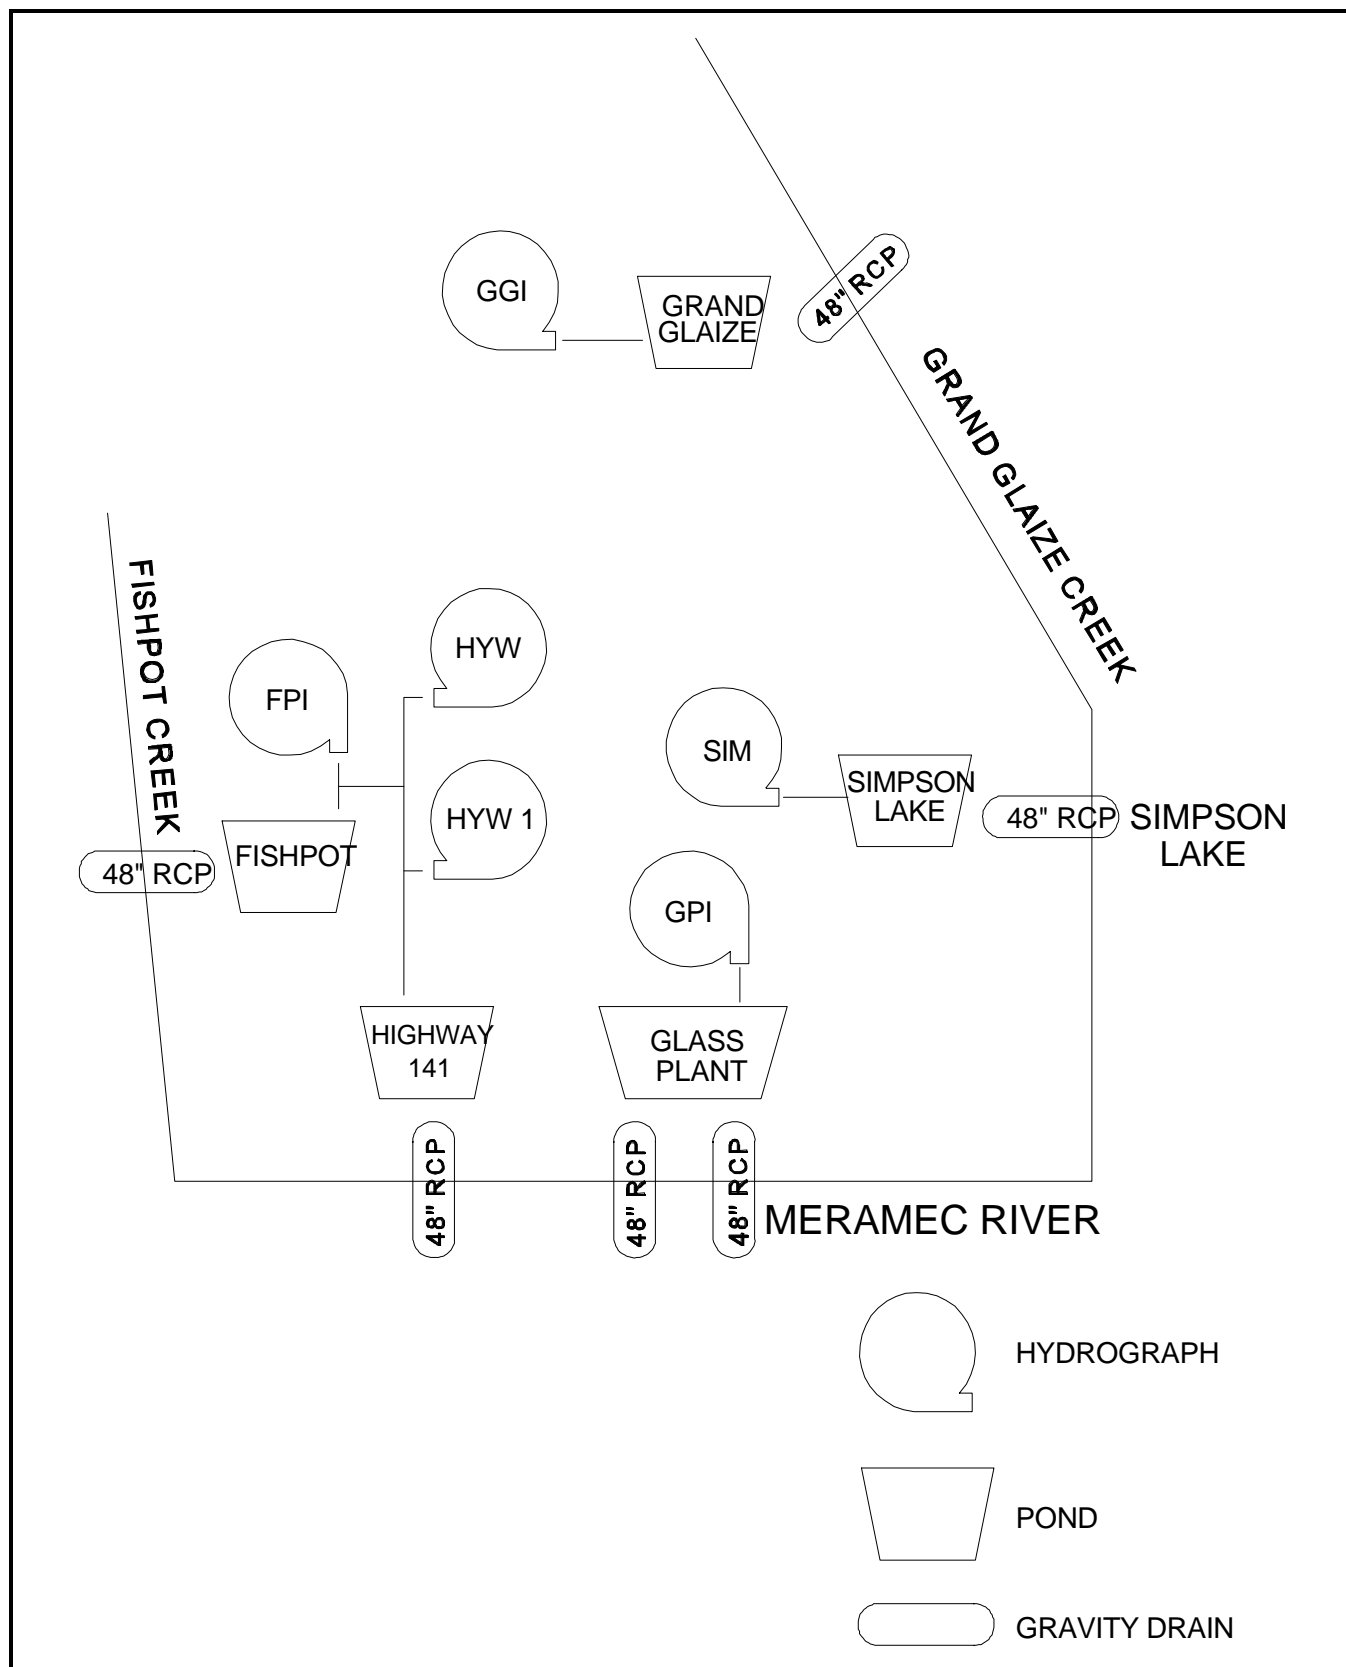 GGI
GRAND
GLAIZE
48" RCP
GRAND GLAIZE CREEK
FISHPOT CREEK
HYW
FPI
SIM
SIMPSON
LAKE
48" RCP
SIMPSON
LAKE
HYW 1
FISHPOT
48" RCP
GPI
HIGHWAY
141
GLASS
PLANT
48" RCP
48" RCP
48" RCP
MERAMEC RIVER
HYDROGRAPH
POND
GRAVITY DRAIN